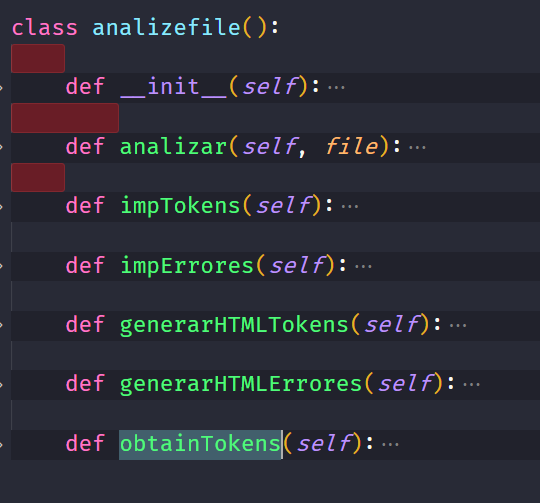 class analizefile():
def __init__(self):···
def analizar(self, file):···
def impTokens(self):···
def impErrores(self):···
def generarHTMLTokens(self):···
def generarHTMLErrores(self):···
def obtainTokens(self):···